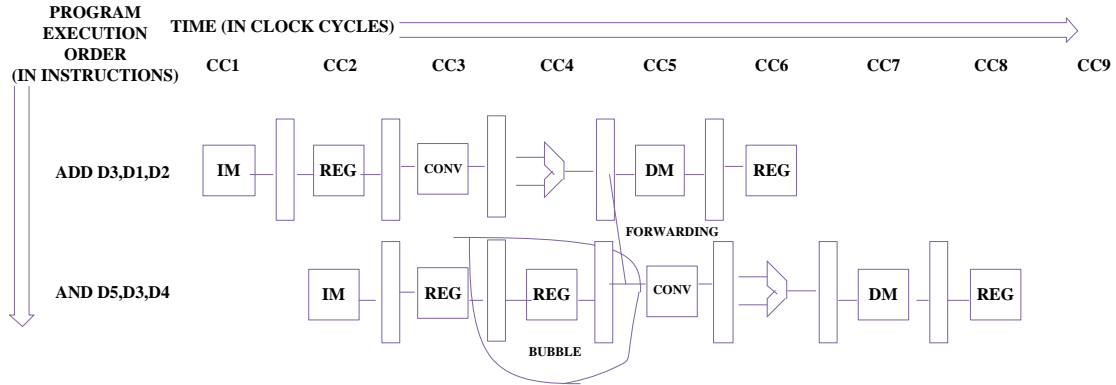 PROGRAM
EXECUTION
ORDER
(IN INSTRUCTIONS)
TIME (IN CLOCK CYCLES)
CC1 CC2 CC3 CC4 CC5 CC6 CC7 CC8 CC9
ADD D3,D1,D2
IM REG CONV DM REG
FORWARDING
AND D5,D3,D4
IM REG REG CONV DM REG
BUBBLE